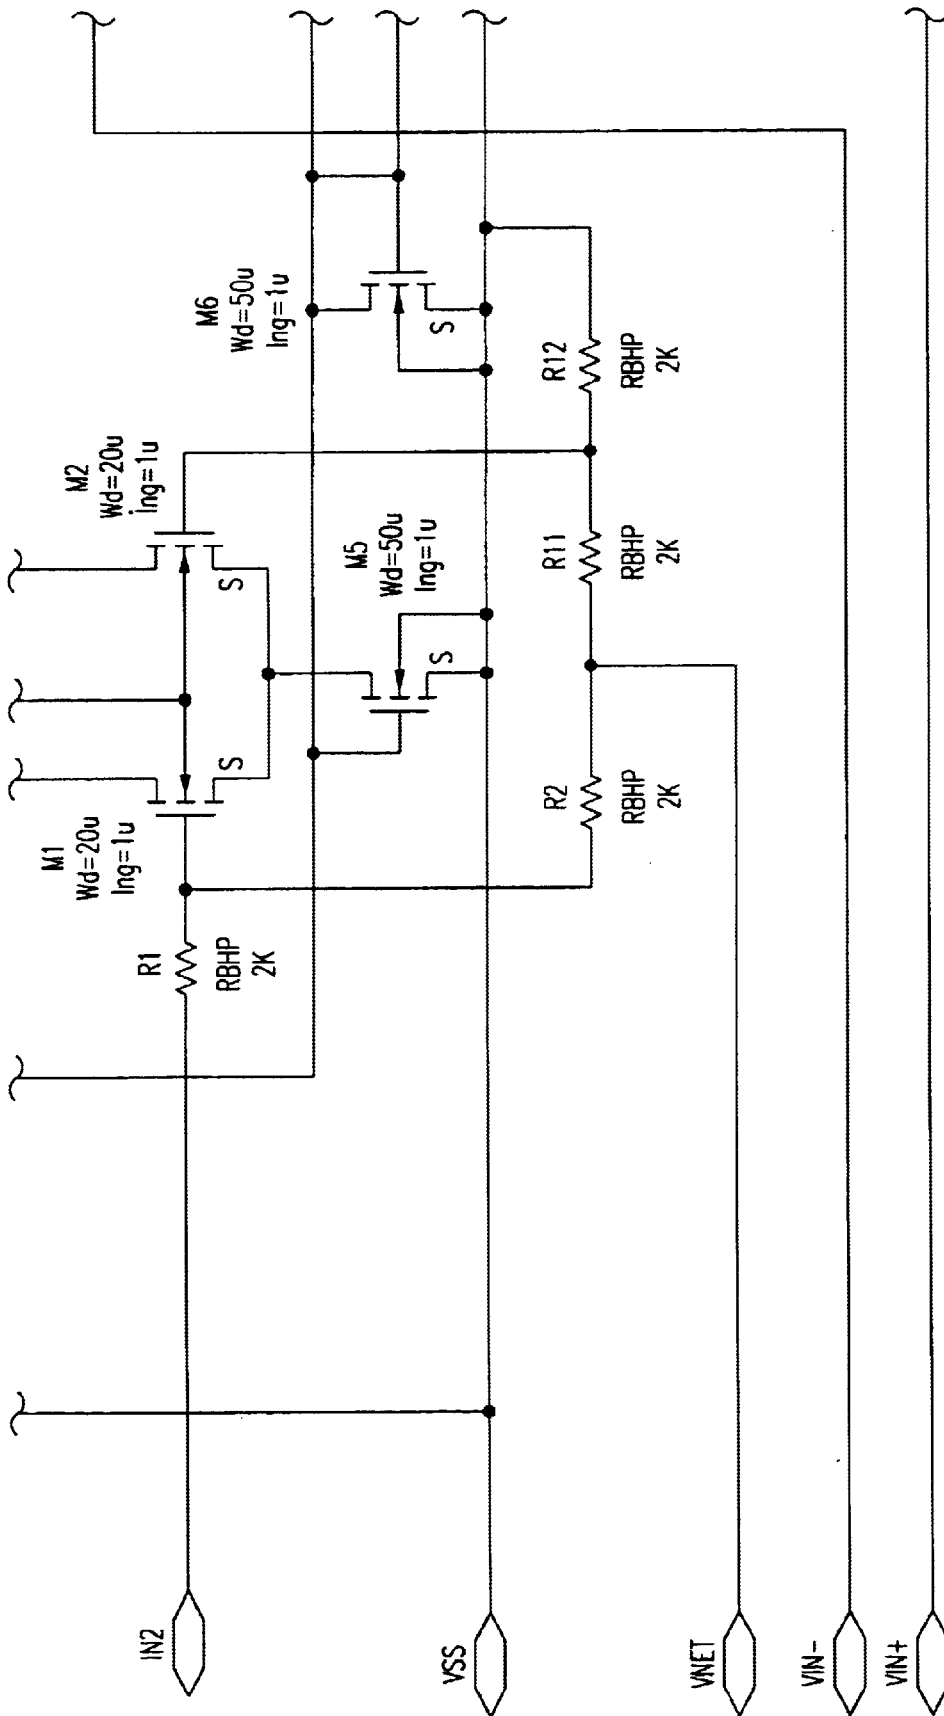 M1
Wd=20u
lng=1u
M2
Wd=20u
lng=1u
M6
Wd=50u
lng=1u
S
S
S
M5
Wd=50u
lng=1u
S
R1
RBHP
2K
R2
RBHP
2K
R11
RBHP
2K
R12
RBHP
2K
IN2
VSS
VNET
VIN-
VIN+